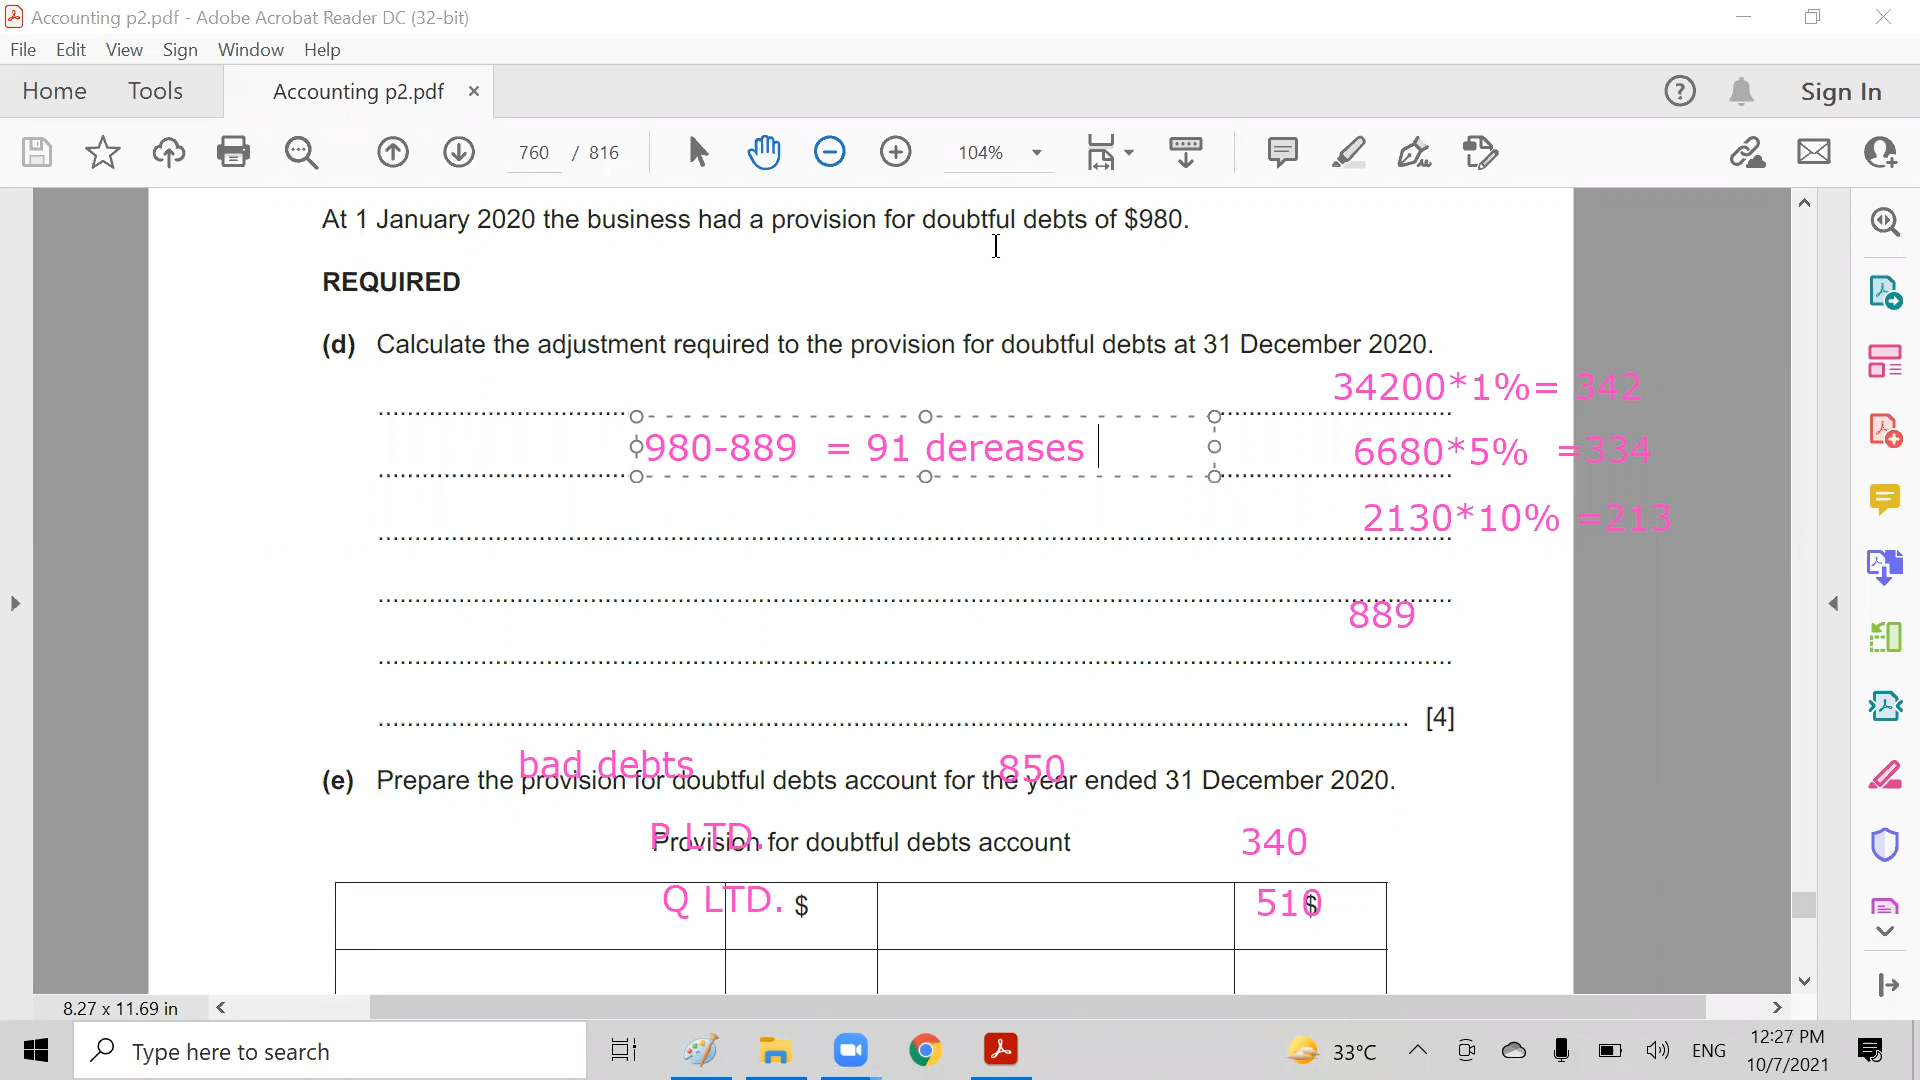 Accounting p2.pdf - Adobe Acrobat Reader DC (32-bit)
File Edit View Sign Window Help
Home Tools Accounting p2.pdf × Sign In
760 / 816 104%
At 1 January 2020 the business had a provision for doubtful debts of $980.
REQUIRED
(d) Calculate the adjustment required to the provision for doubtful debts at 31 December 2020.
34200*1%= 342
980-889 = 91 dereases
6680*5% =334
2130*10% =213
889
[4]
bad debts 850
(e) Prepare the provision for doubtful debts account for the year ended 31 December 2020.
P LTD. 340
Provision for doubtful debts account
Q LTD. 510
$ $
8.27 x 11.69 in
Type here to search
33°C ENG 12:27 PM
10/7/2021